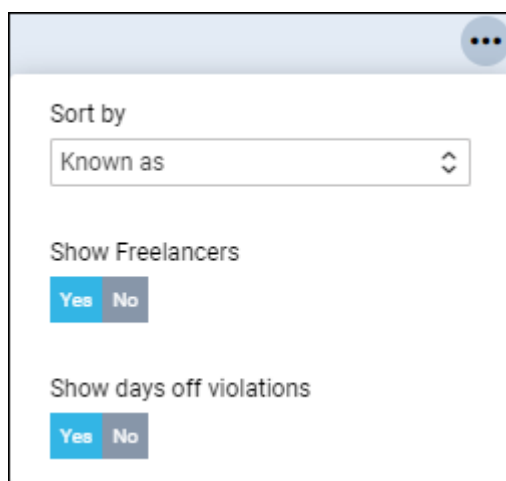 Sort by
Known as
Show Freelancers
Yes No
Show days off violations
Yes No